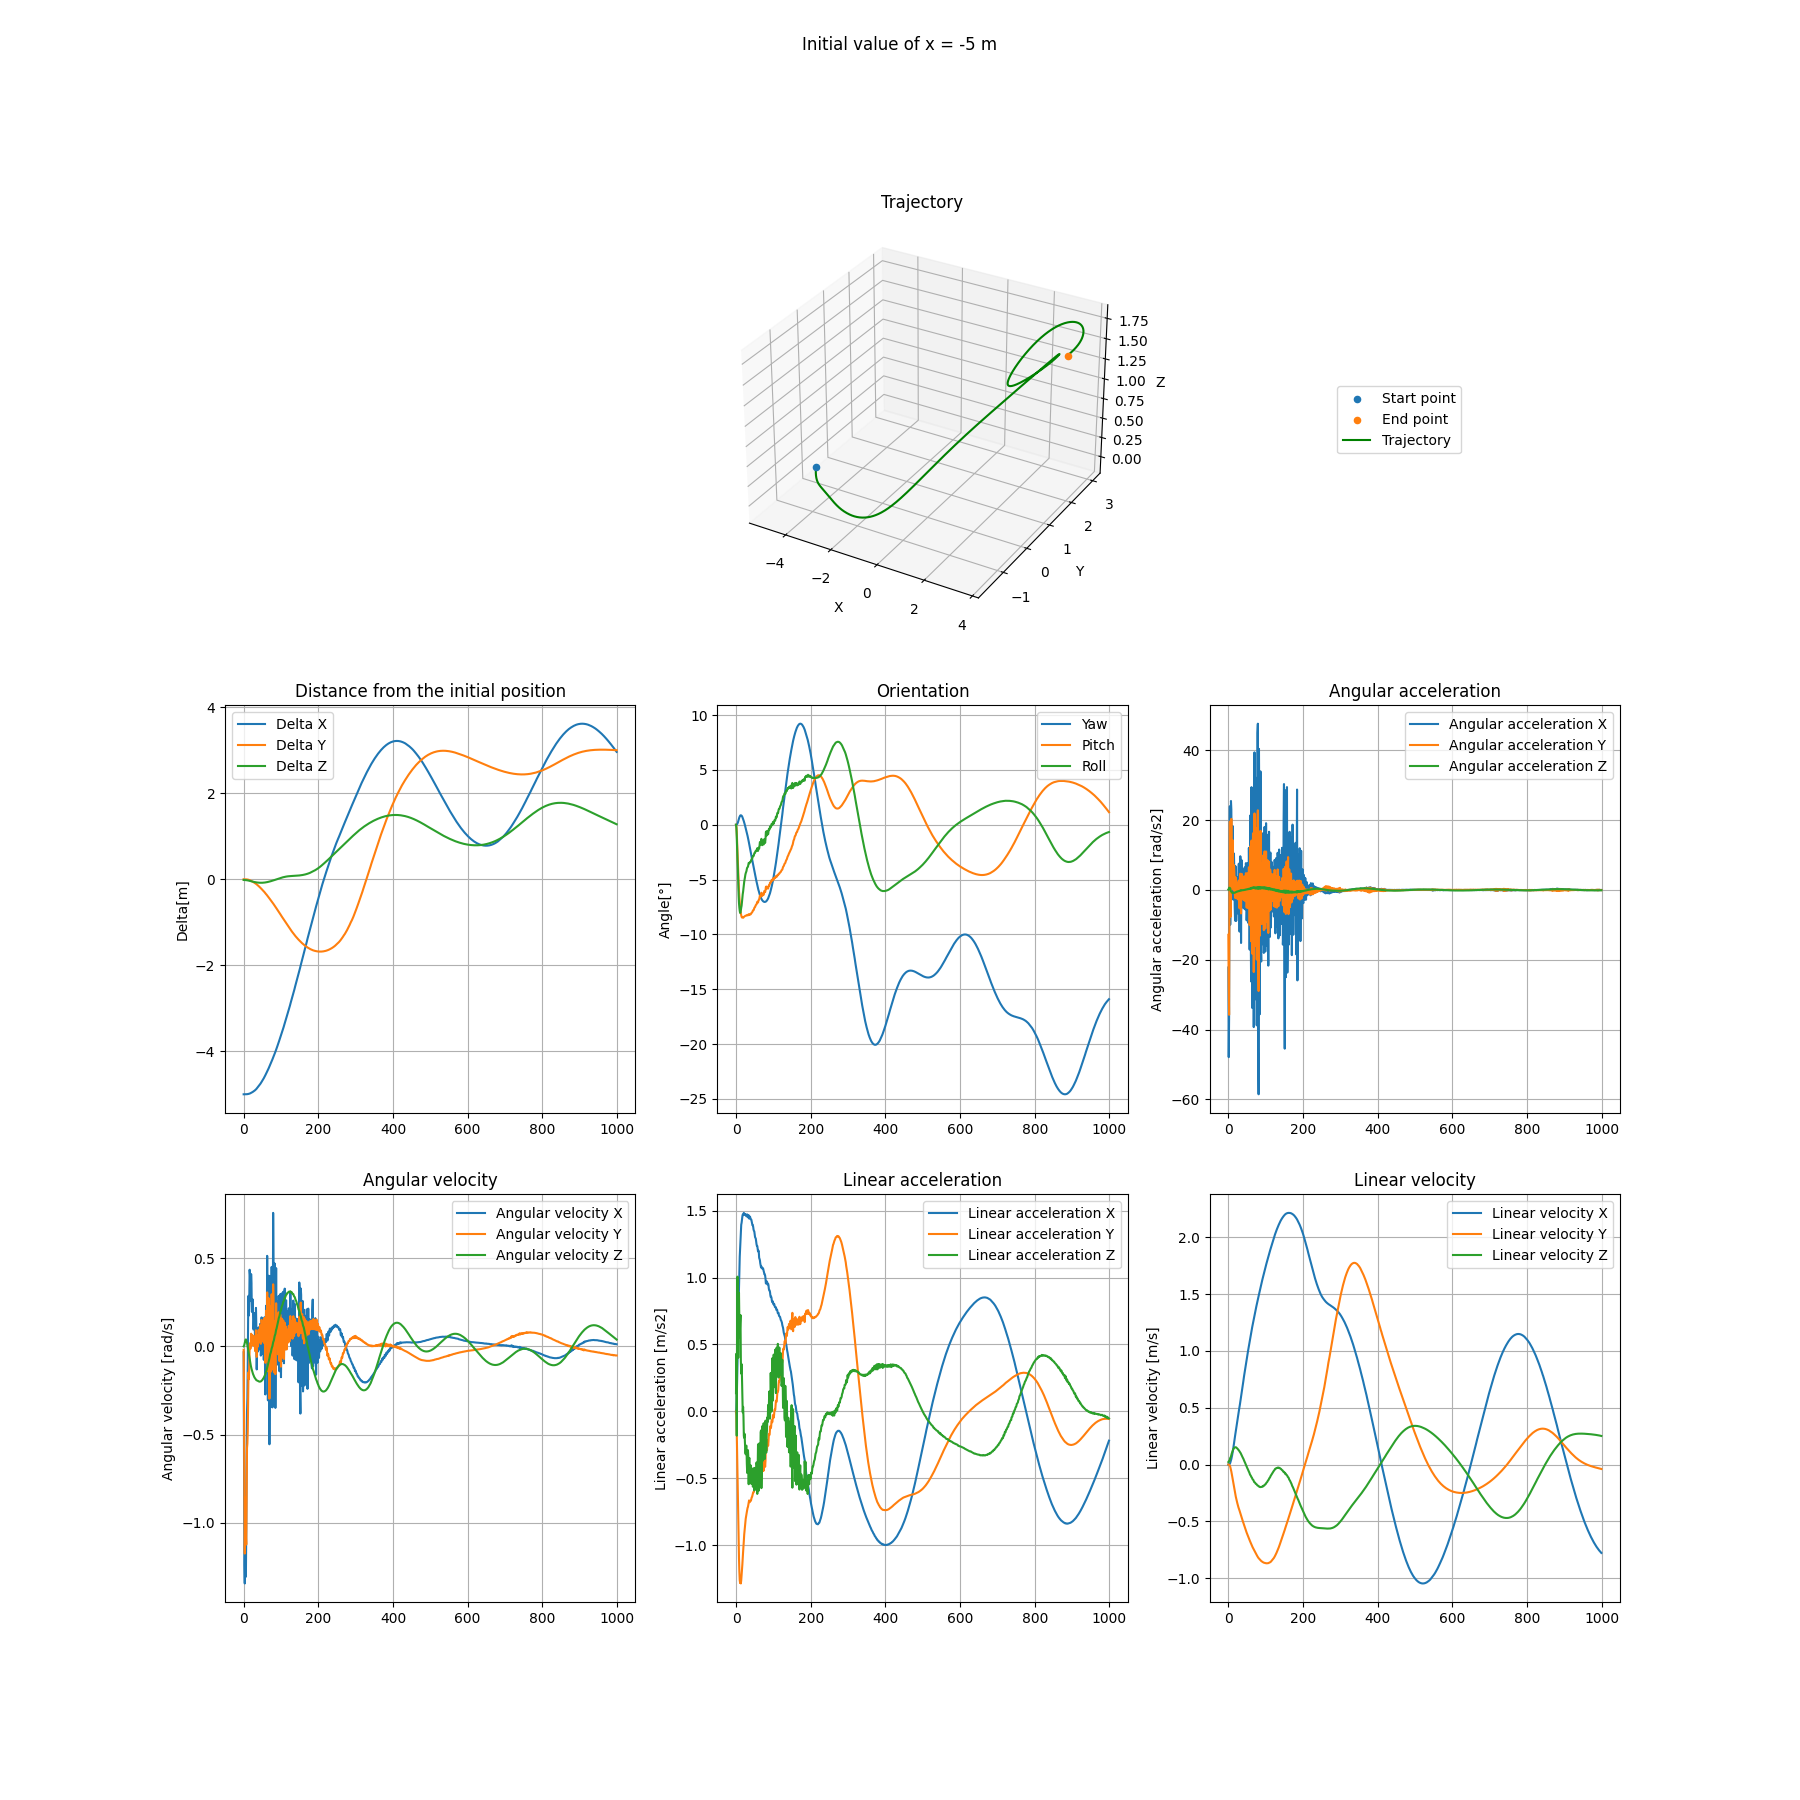 Initial value of x = -5 m
Trajectory
1.75
1.50
1.25
1.00
0.75
0.50
0.25
0.00
Z
3
2
1
0
−1
Y
−4
−2
0
2
4
X
Start point
End point
Trajectory
Distance from the initial position
Delta X
Delta Y
Delta Z
Delta[m]
4
2
0
−2
−4
0 200 400 600 800 1000
Orientation
Yaw
Pitch
Roll
Angle[°]
10
5
0
−5
−10
−15
−20
−25
0 200 400 600 800 1000
Angular acceleration
Angular acceleration X
Angular acceleration Y
Angular acceleration Z
Angular acceleration [rad/s2]
40
20
0
−20
−40
−60
0 200 400 600 800 1000
Angular velocity
Angular velocity X
Angular velocity Y
Angular velocity Z
Angular velocity [rad/s]
0.5
0.0
−0.5
−1.0
0 200 400 600 800 1000
Linear acceleration
Linear acceleration X
Linear acceleration Y
Linear acceleration Z
Linear acceleration [m/s2]
1.5
1.0
0.5
0.0
−0.5
−1.0
0 200 400 600 800 1000
Linear velocity
Linear velocity X
Linear velocity Y
Linear velocity Z
Linear velocity [m/s]
2.0
1.5
1.0
0.5
0.0
−0.5
−1.0
0 200 400 600 800 1000